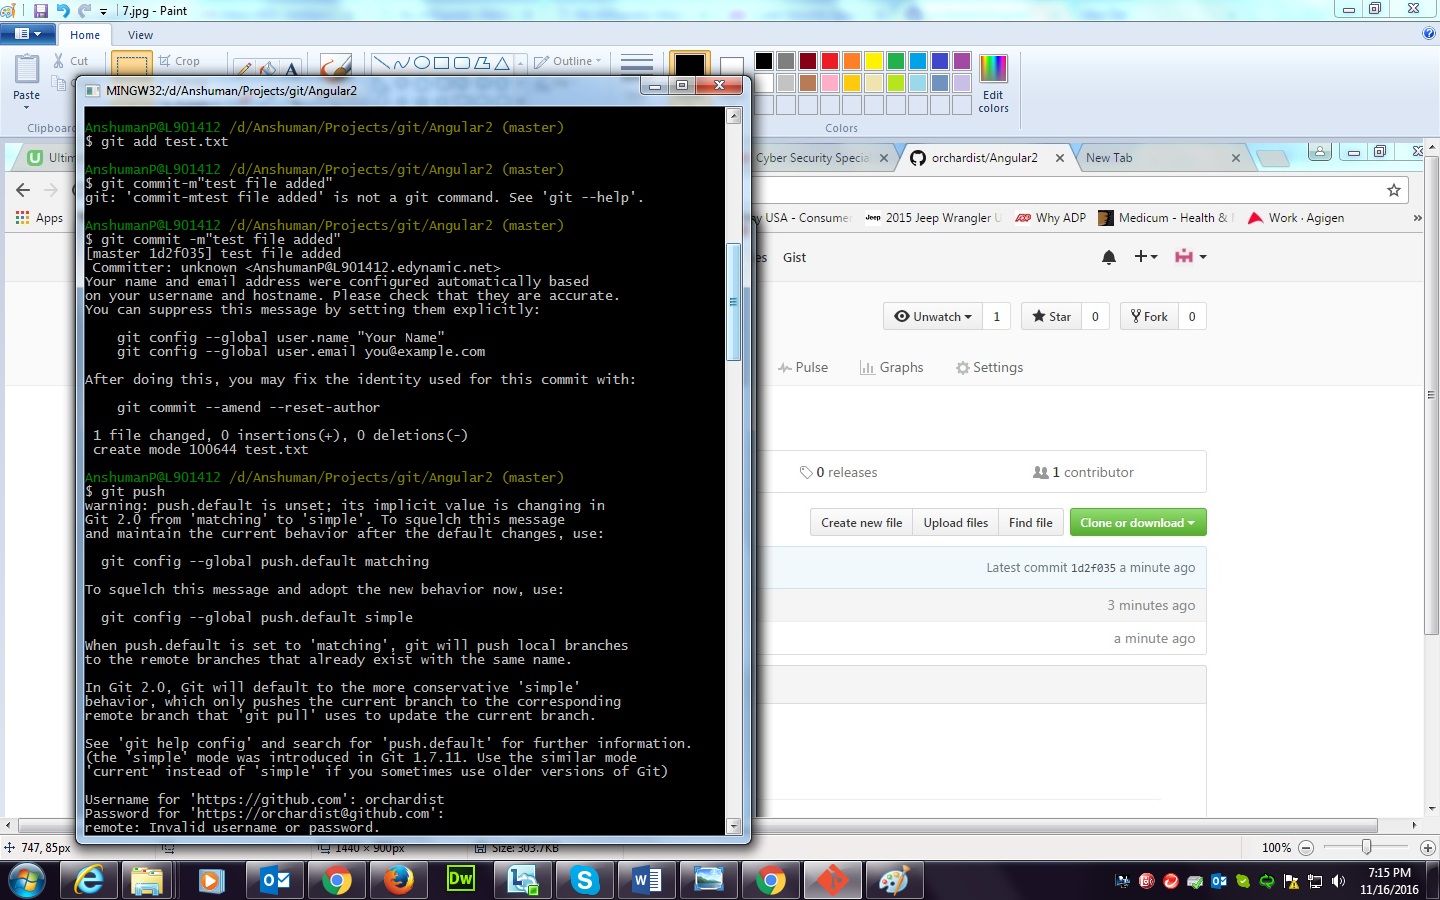 7.jpg - Paint
Home
View
Paste
Cut
Crop
Outline
Edit
colors
Clipboar
Colors
MINGW32:/d/Anshuman/Projects/git/Angular2
AnshumanP@L901412 /d/Anshuman/Projects/git/Angular2 (master)
$ git add test.txt
AnshumanP@L901412 /d/Anshuman/Projects/git/Angular2 (master)
$ git commit-m"test file added"
git: 'commit-mtest file added' is not a git command. See 'git --help'.
AnshumanP@L901412 /d/Anshuman/Projects/git/Angular2 (master)
$ git commit -m"test file added"
[master 1d2f035] test file added
Committer: unknown <AnshumanP@L901412.edynamic.net>
Your name and email address were configured automatically based
on your username and hostname. Please check that they are accurate.
You can suppress this message by setting them explicitly:
git config --global user.name "Your Name"
git config --global user.email you@example.com
After doing this, you may fix the identity used for this commit with:
git commit --amend --reset-author
1 file changed, 0 insertions(+), 0 deletions(-)
create mode 100644 test.txt
AnshumanP@L901412 /d/Anshuman/Projects/git/Angular2 (master)
$ git push
warning: push.default is unset; its implicit value is changing in
Git 2.0 from 'matching' to 'simple'. To squelch this message
and maintain the current behavior after the default changes, use:
git config --global push.default matching
To squelch this message and adopt the new behavior now, use:
git config --global push.default simple
When push.default is set to 'matching', git will push local branches
to the remote branches that already exist with the same name.
In Git 2.0, Git will default to the more conservative 'simple'
behavior, which only pushes the current branch to the corresponding
remote branch that 'git pull' uses to update the current branch.
See 'git help config' and search for 'push.default' for further information.
(the 'simple' mode was introduced in Git 1.7.11. Use the similar mode
'current' instead of 'simple' if you sometimes use older versions of Git)
Username for 'https://github.com': orchardist
Password for 'https://orchardist@github.com':
remote: Invalid username or password.
Ultim
Cyber Security Specia
orchardist/Angular2
New Tab
Apps
y USA - Consumer
Jeep 2015 Jeep Wrangler U
ADP Why ADP
Medicum - Health &
Work · Agigen
»
es Gist
Unwatch 1
Star 0
Fork 0
Pulse
Graphs
Settings
0 releases
1 contributor
Create new file
Upload files
Find file
Clone or download
Latest commit 1d2f035 a minute ago
3 minutes ago
a minute ago
747, 85px
1440 × 900px
Size: 303.7KB
100%
Dw
7:15 PM
11/16/2016